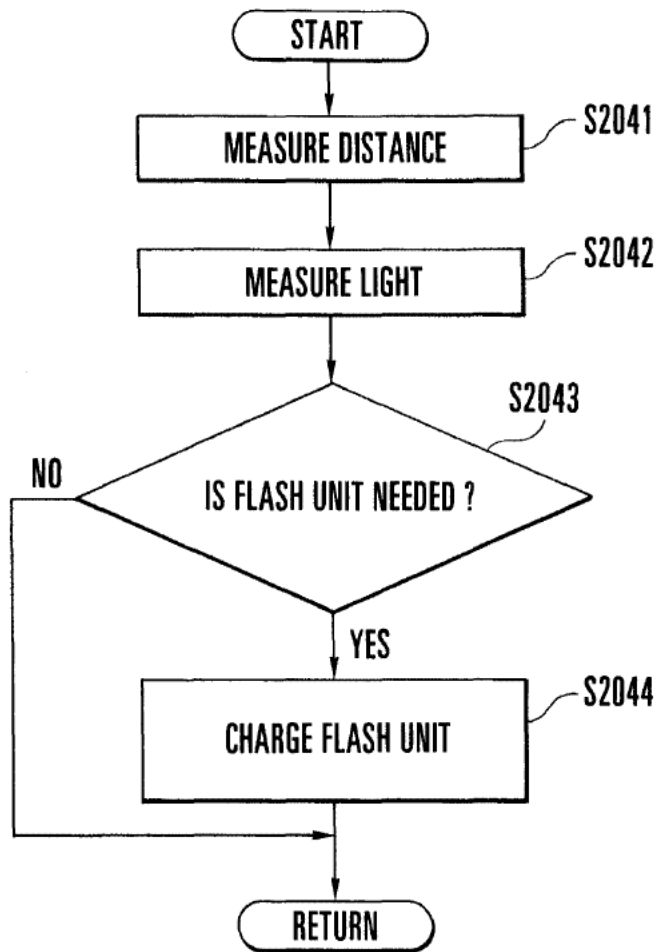 START
MEASURE DISTANCE
S2041
MEASURE LIGHT
S2042
S2043
NO
IS FLASH UNIT NEEDED ?
YES
S2044
CHARGE FLASH UNIT
RETURN